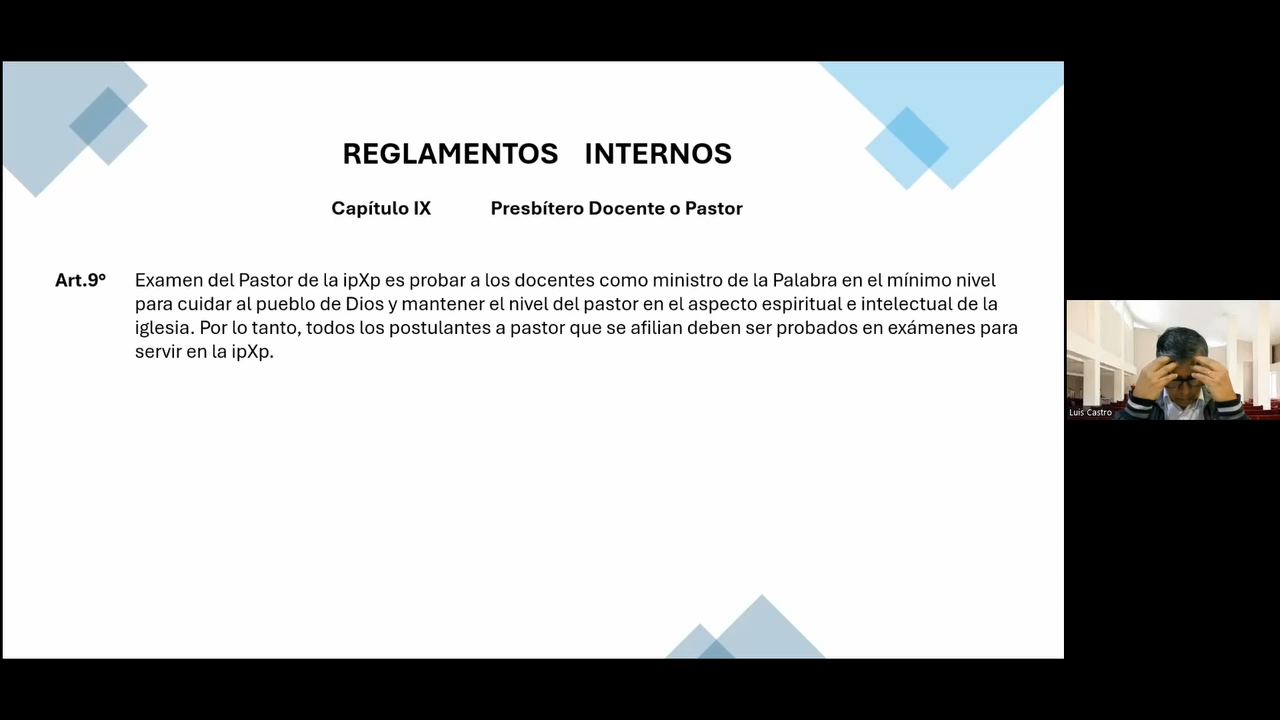 REGLAMENTOS INTERNOS
Capítulo IX Presbítero Docente o Pastor
Art.9° Examen del Pastor de la ipXp es probar a los docentes como ministro de la Palabra en el mínimo nivel
para cuidar al pueblo de Dios y mantener el nivel del pastor en el aspecto espiritual e intelectual de la
iglesia. Por lo tanto, todos los postulantes a pastor que se afilian deben ser probados en exámenes para
servir en la ipXp.
Luis Castro